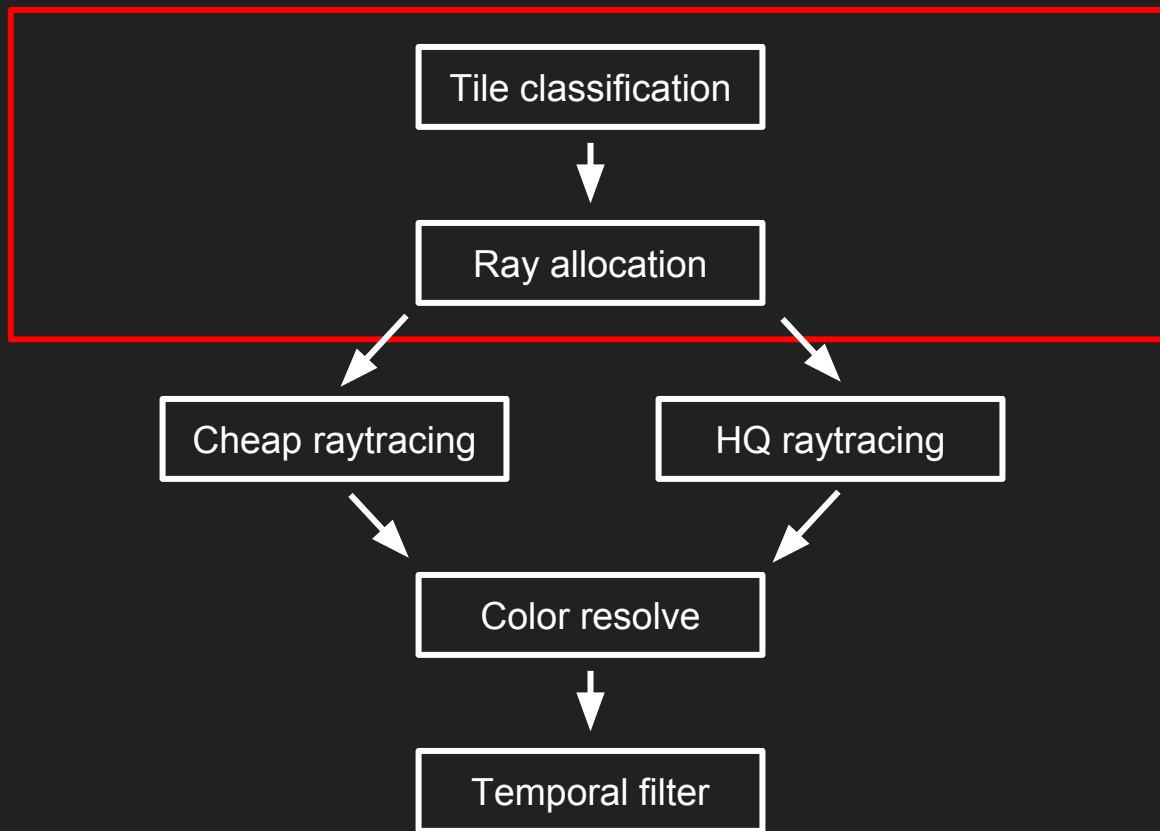 Tile classification
Ray allocation
Cheap raytracing
HQ raytracing
Color resolve
Temporal filter